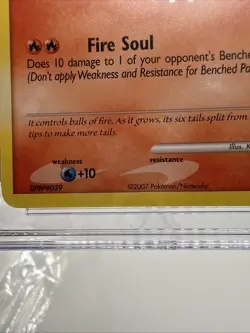 Fire Soul
Does 10 damage to 1 of your opponent's Benche
(Don't apply Weakness and Resistance for Benched Po
It controls balls of fire. As it grows, its six tails split from
tips to make more tails.
Illus. K
weakness
resistance
+10
DPBP#029
©2007 Pokémon/Nintendo